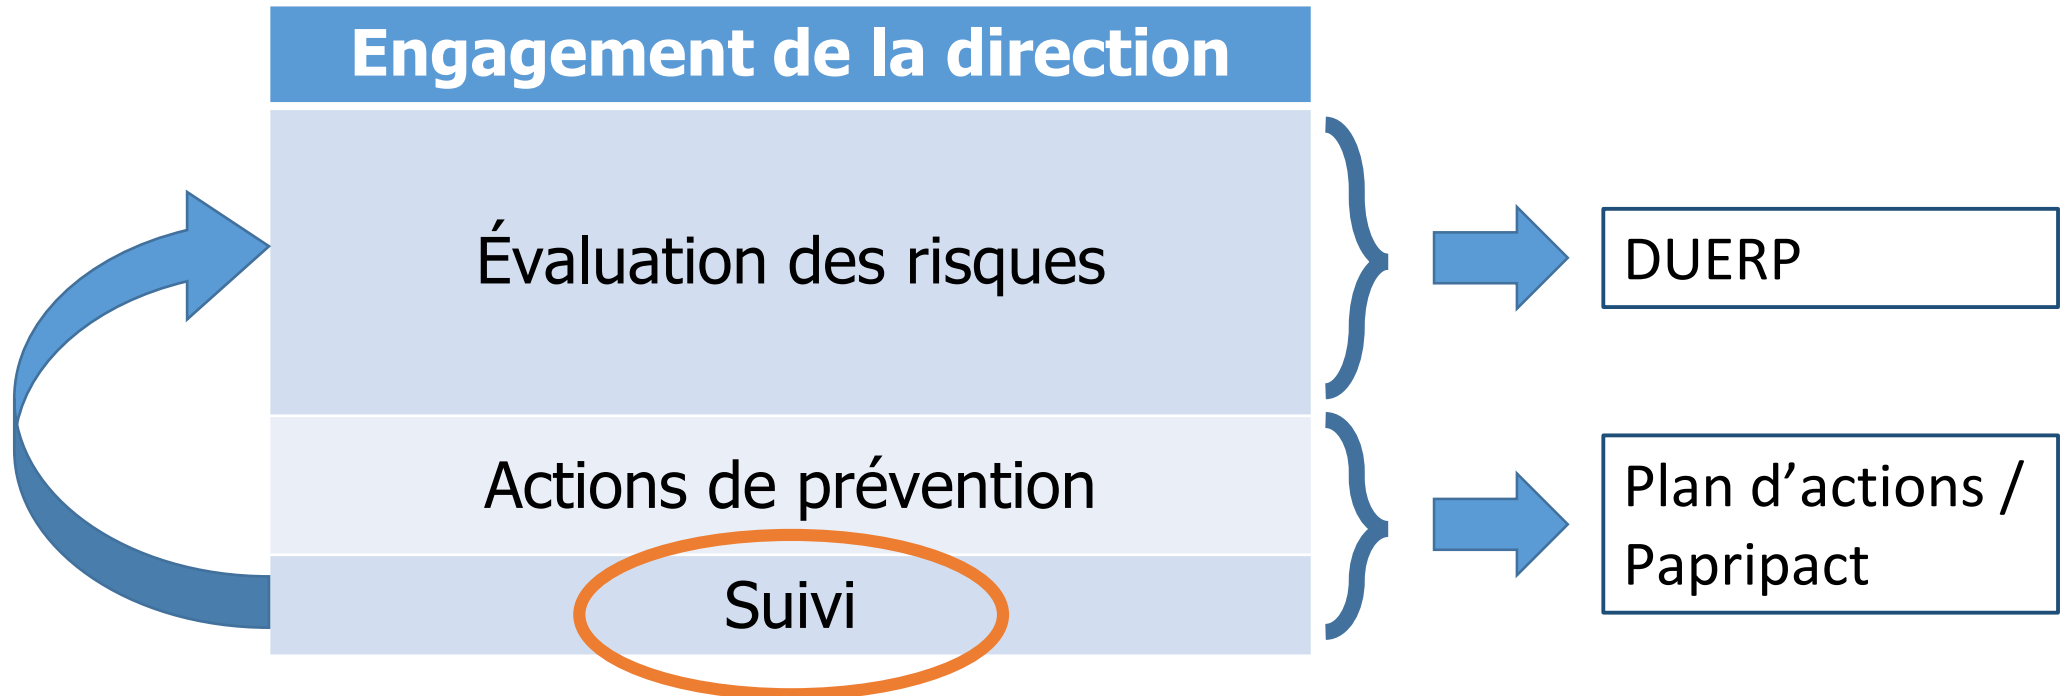 Engagement de la direction
Évaluation des risques
DUERP
Actions de prévention
Plan d’actions /
Papripact
Suivi